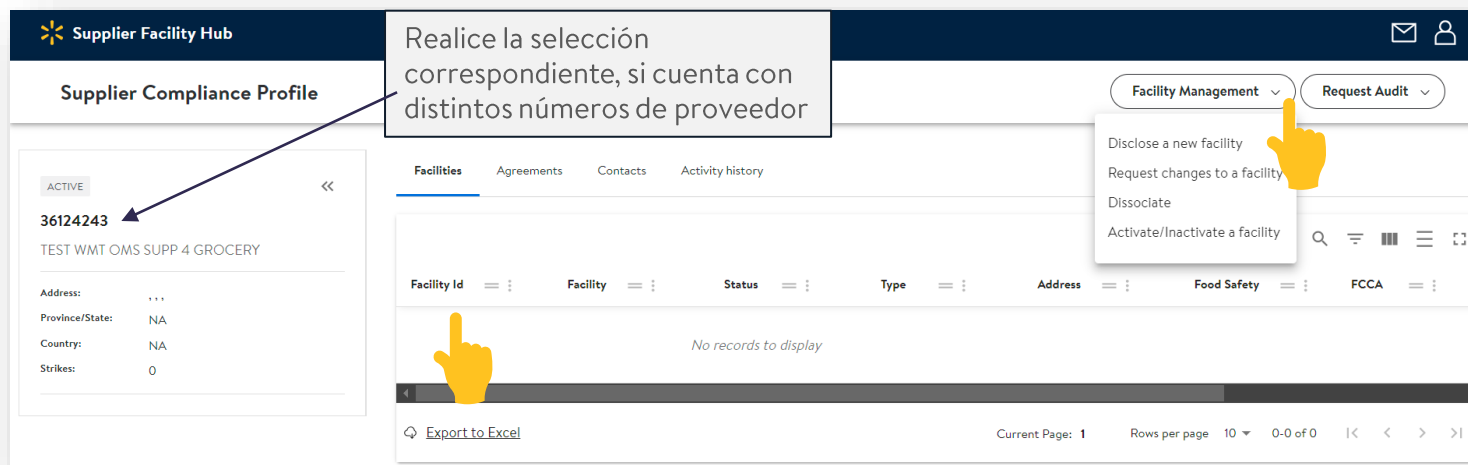 Supplier Facility Hub
Realice la selección
correspondiente, si cuenta con
distintos números de proveedor
Supplier Compliance Profile
Facility Management
Request Audit
Disclose a new facility
Request changes to a facility
Dissociate
Activate/Inactivate a facility
ACTIVE
36124243
TEST WMT OMS SUPP 4 GROCERY
Address: , , ,
Province/State: NA
Country: NA
Strikes: 0
Facilities Agreements Contacts Activity history
Facility Id Facility Status Type Address Food Safety FCCA
No records to display
Export to Excel
Current Page: 1 Rows per page 10 0-0 of 0